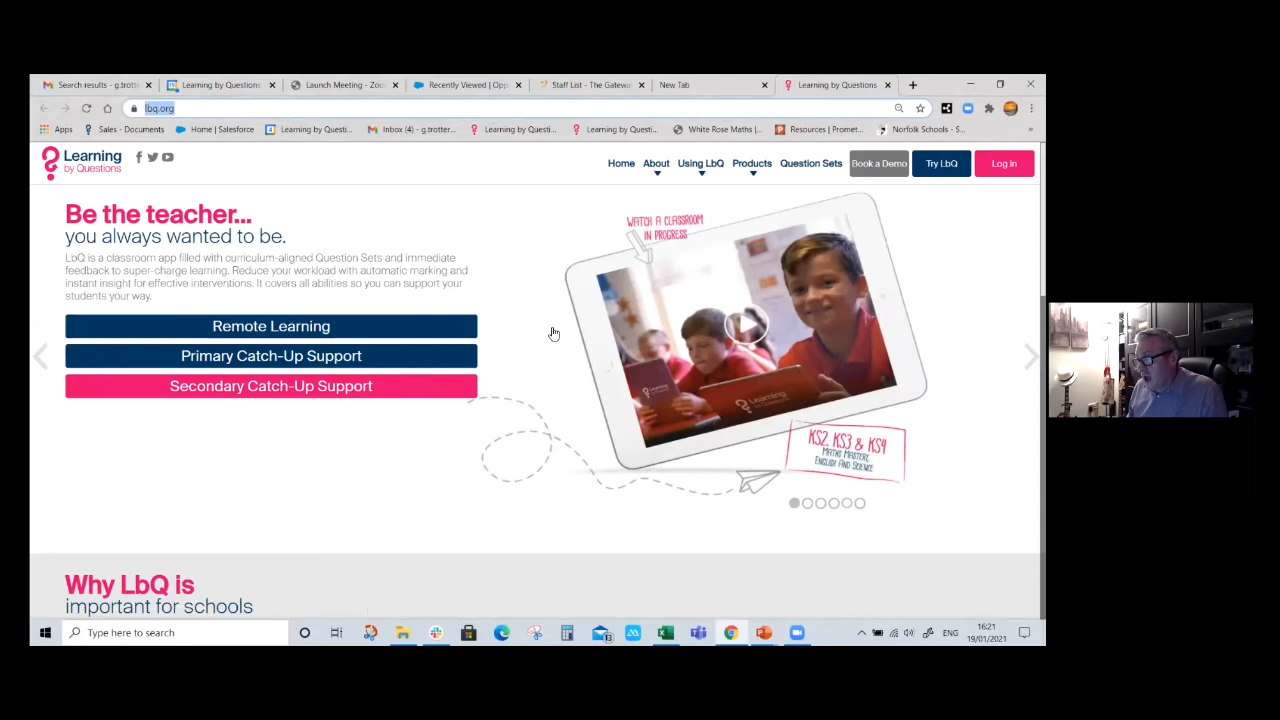 Search results - g.trotte
Learning by Questions
Launch Meeting - Zoo
Recently Viewed | Opp
Staff List - The Gatewa
New Tab
Learning by Questions
lbq.org
Apps
Sales - Documents
Home | Salesforce
Learning by Questi...
Inbox (4) - g.trotter...
Learning by Questi...
Learning by Questi...
White Rose Maths |...
Resources | Promet...
Norfolk Schools - S...
Learning
by Questions
Home
About
Using LbQ
Products
Question Sets
Book a Demo
Try LbQ
Log in
Be the teacher...
you always wanted to be.
LbQ is a classroom app filled with curriculum-aligned Question Sets and immediate
feedback to super-charge learning. Reduce your workload with automatic marking and
instant insight for effective interventions. It covers all abilities so you can support your
students your way.
Remote Learning
Primary Catch-Up Support
Secondary Catch-Up Support
WATCH A CLASSROOM
IN PROGRESS
Learning
by Questions
KS2, KS3 & KS4
MATHS MASTERY,
ENGLISH AND SCIENCE
Why LbQ is
important for schools
Type here to search
13
ENG
16:21
19/01/2021